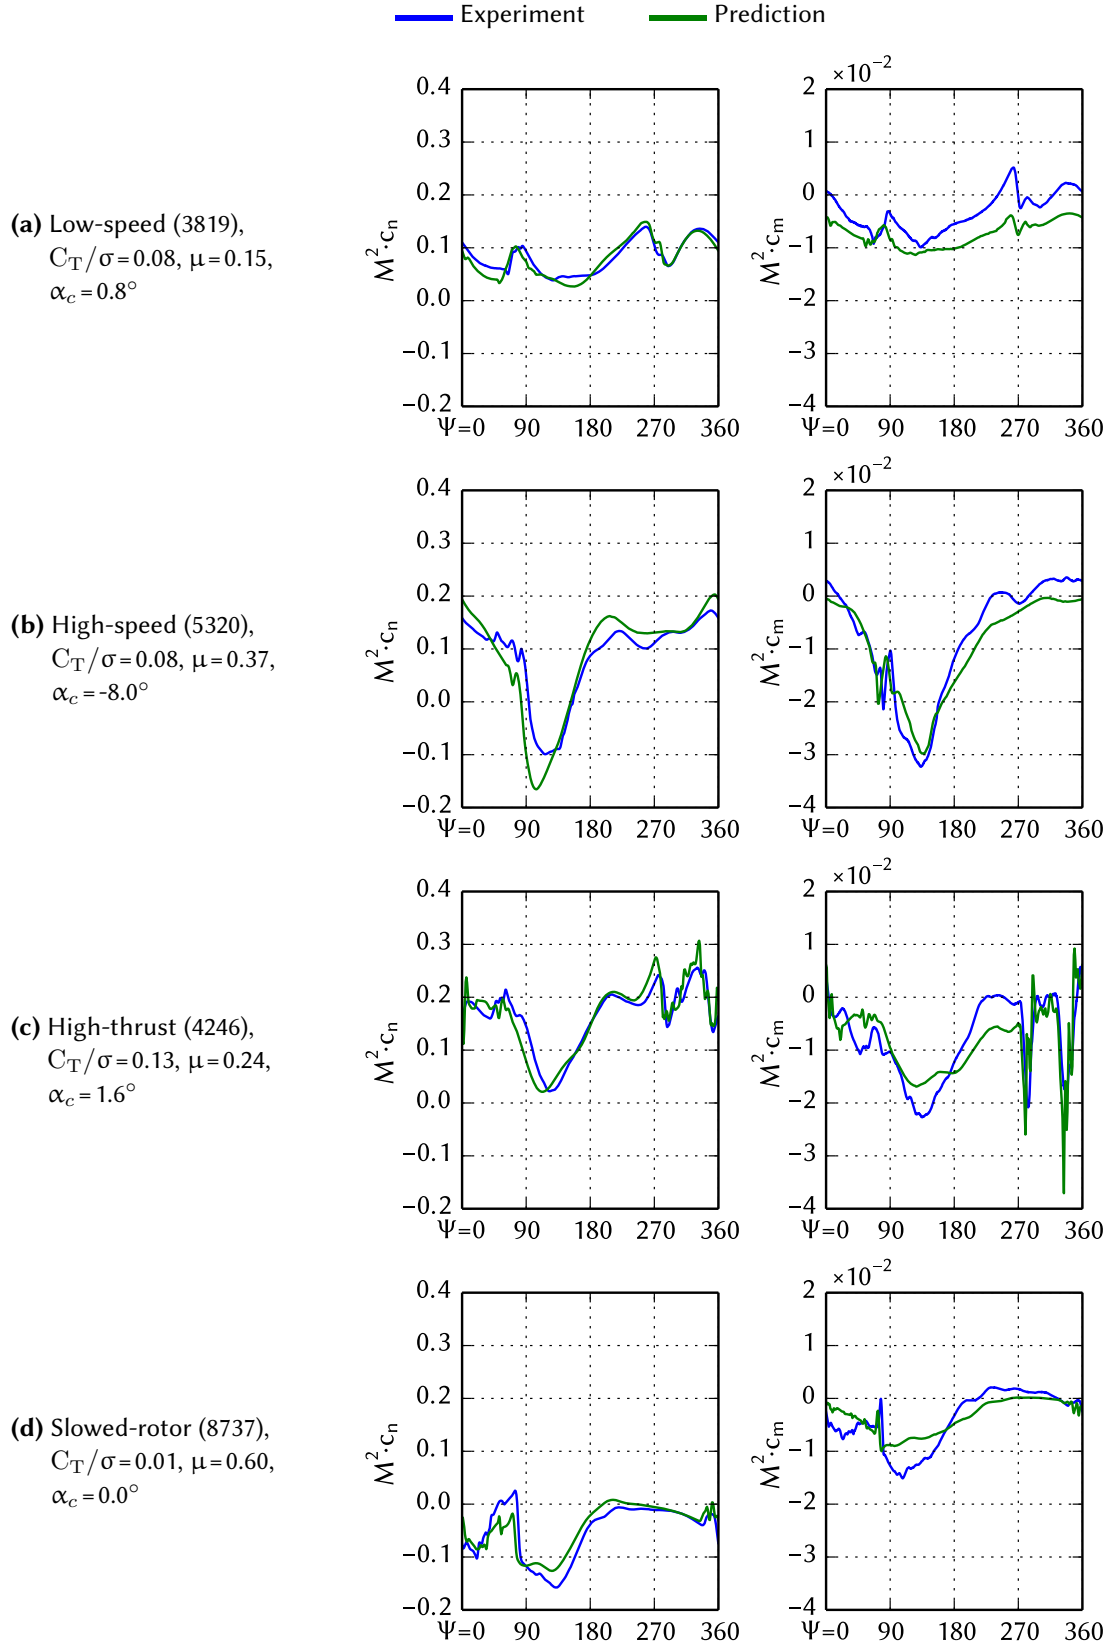 Experiment Prediction
×10⁻²
0.4 2
0.3 1
0.2 0
(a) Low-speed (3819),
C_T/σ=0.08, μ=0.15,
α_c=0.8°
M²·c_n M²·c_m
0.1 −1
0.0 −2
−0.1 −3
−0.2 −4
Ψ=0 90 180 270 360 Ψ=0 90 180 270 360
×10⁻²
0.4 2
0.3 1
0.2 0
(b) High-speed (5320),
C_T/σ=0.08, μ=0.37,
α_c=-8.0°
M²·c_n M²·c_m
0.1 −1
0.0 −2
−0.1 −3
−0.2 −4
Ψ=0 90 180 270 360 Ψ=0 90 180 270 360
×10⁻²
0.4 2
0.3 1
0.2 0
(c) High-thrust (4246),
C_T/σ=0.13, μ=0.24,
α_c=1.6°
M²·c_n M²·c_m
0.1 −1
0.0 −2
−0.1 −3
−0.2 −4
Ψ=0 90 180 270 360 Ψ=0 90 180 270 360
×10⁻²
0.4 2
0.3 1
0.2 0
(d) Slowed-rotor (8737),
C_T/σ=0.01, μ=0.60,
α_c=0.0°
M²·c_n M²·c_m
0.1 −1
0.0 −2
−0.1 −3
−0.2 −4
Ψ=0 90 180 270 360 Ψ=0 90 180 270 360